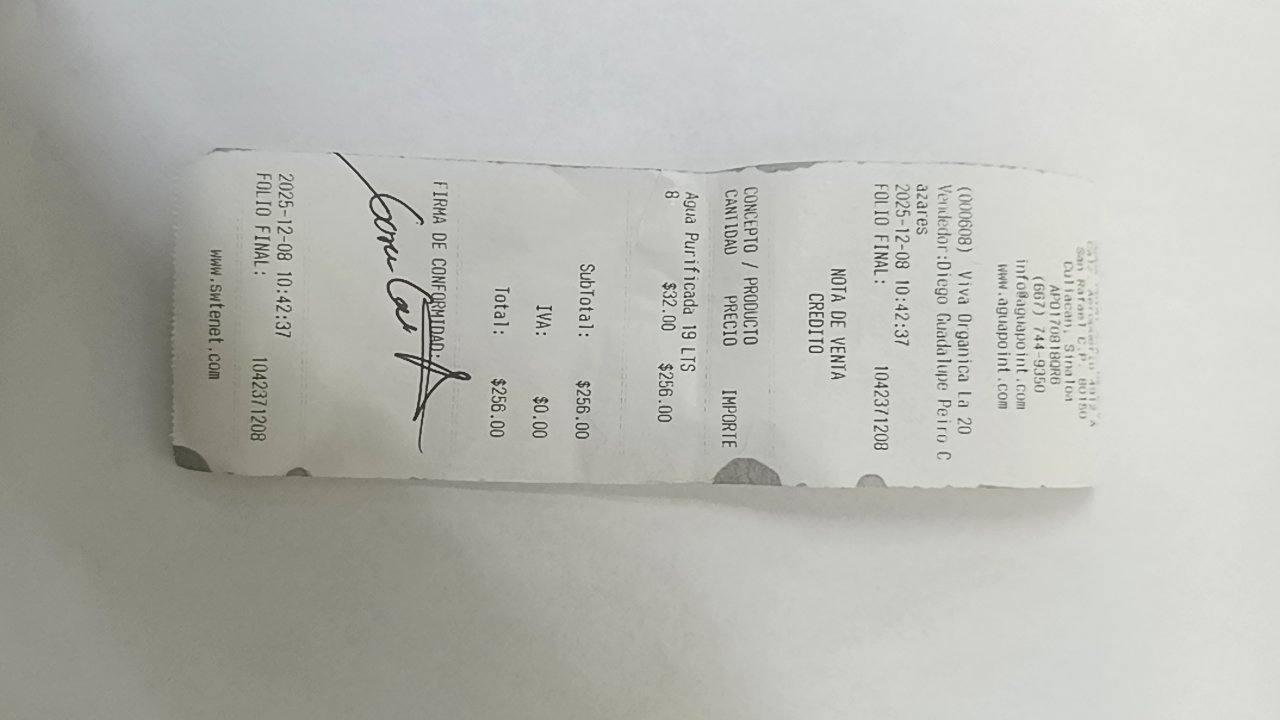 San Rafael C.P. 80150
Culiacan, Sinaloa
APO170818QR6
(667) 744-9350
info@aguapoint.com
www.aguapoint.com
(000608) Viva Organica La 20
Vendedor:Diego Guadalupe Peiro C
azares
2025-12-08 10:42:37
FOLIO FINAL: 1042371208
NOTA DE VENTA
CREDITO
CONCEPTO / PRODUCTO
CANTIDAD PRECIO IMPORTE
Agua Purificada 19 LTS
8 $32.00 $256.00
SubTotal: $256.00
IVA: $0.00
Total: $256.00
FIRMA DE CONFORMIDAD:
2025-12-08 10:42:37
FOLIO FINAL: 1042371208
www.swtenet.com